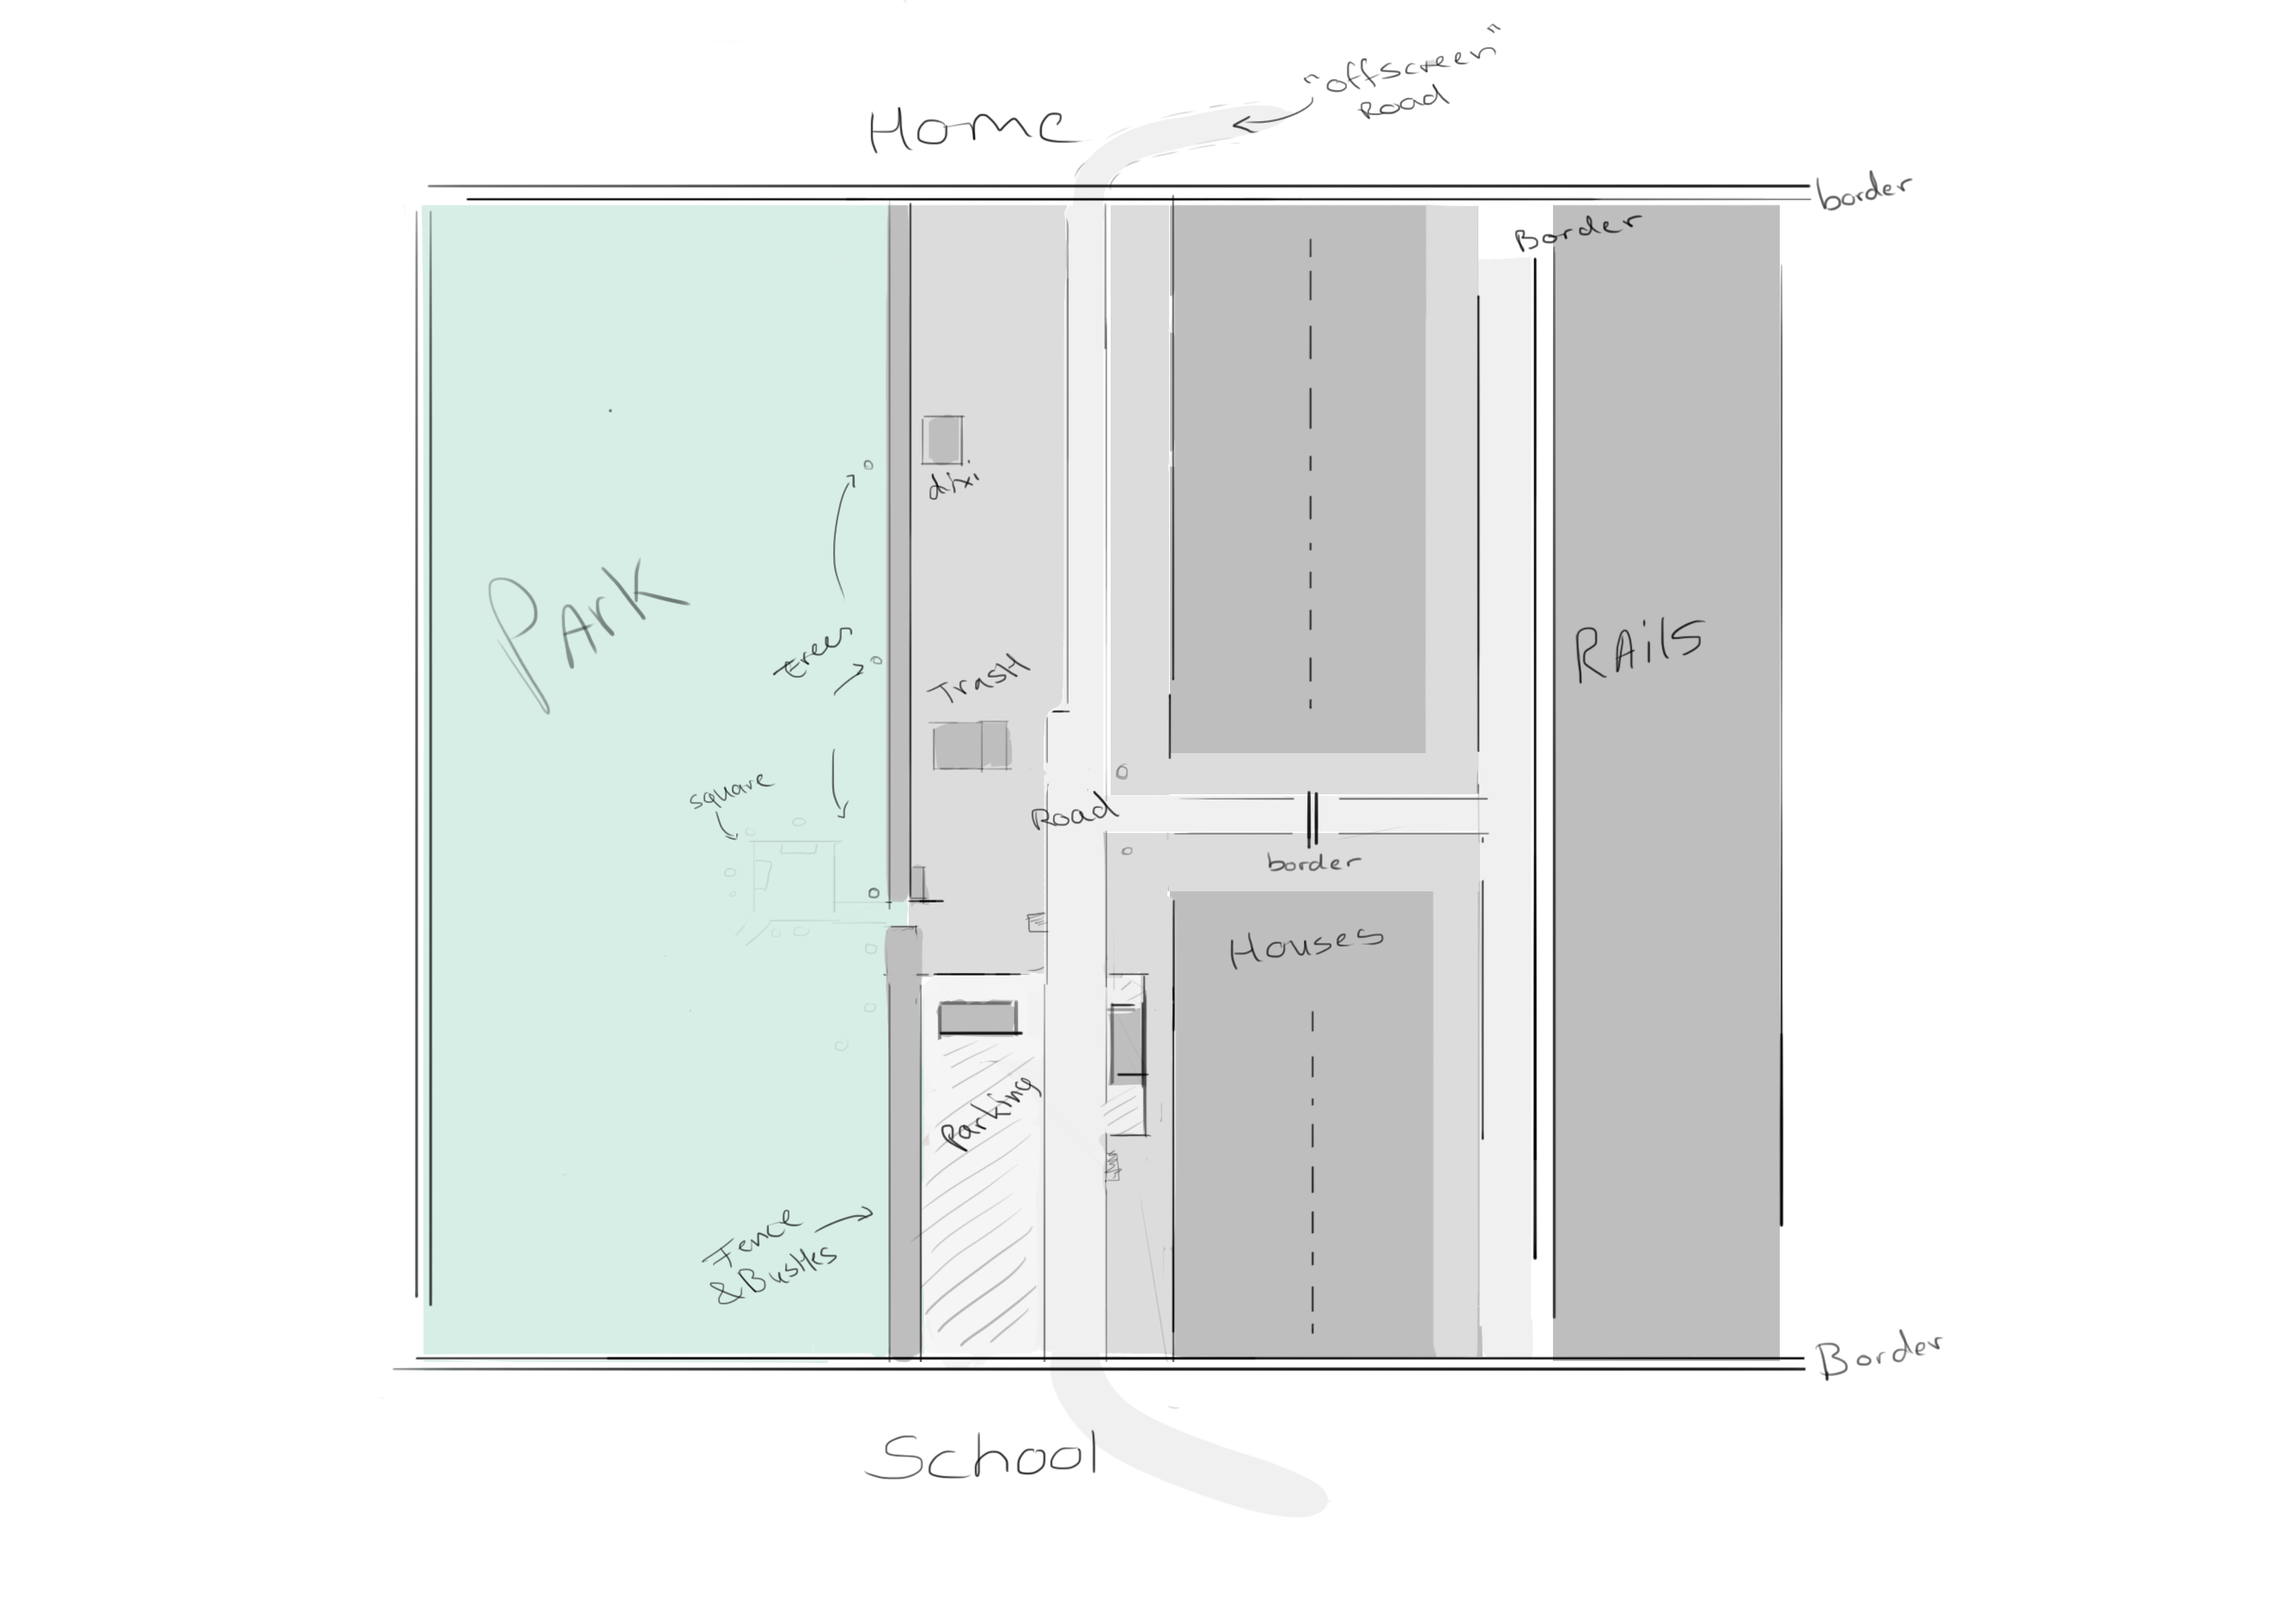 "offscreen"
Road
Home
border
Border
dixi
PArK
trees
RAils
TrasH
square
Road
border
Houses
Parking
Fence
&BusHes
Border
School